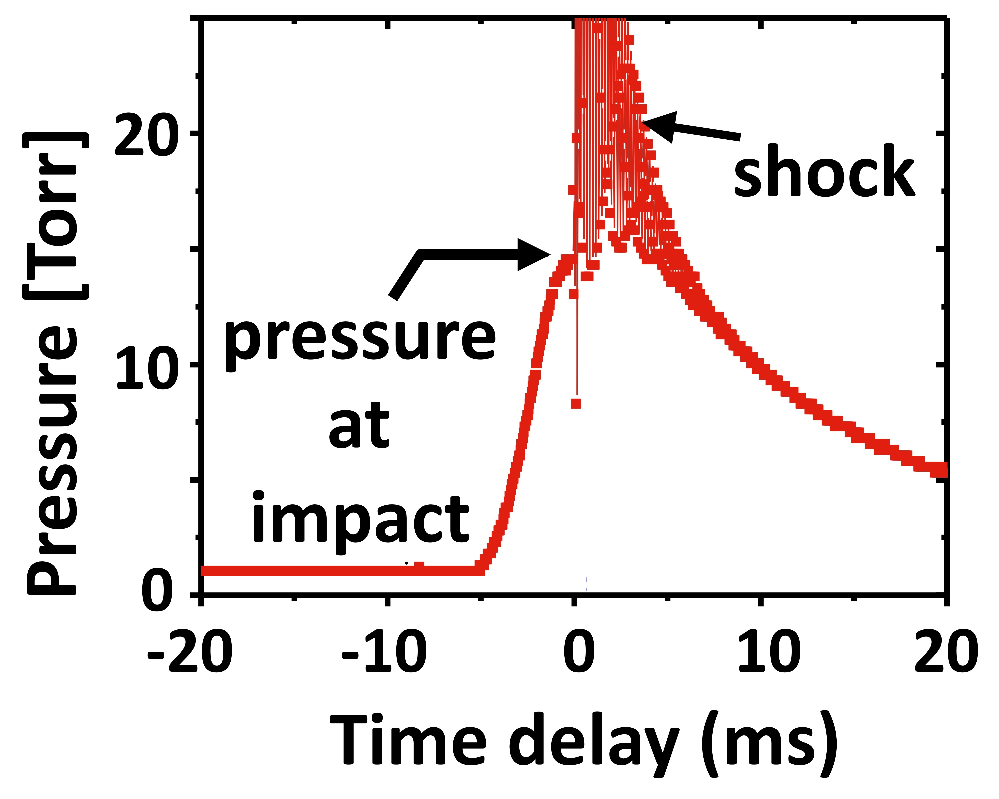 Pressure [Torr]
20
10
0
shock
pressure
at
impact
-20 -10 0 10 20
Time delay (ms)